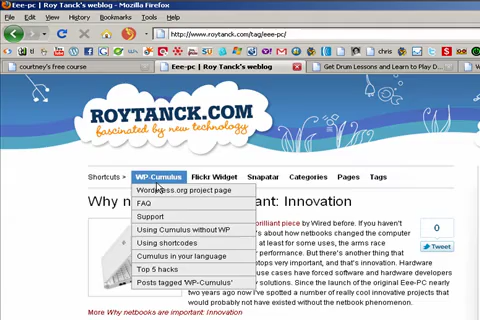 Eee-pc | Roy Tanck's weblog - Mozilla Firefox
Edit View History Bookmarks Tools Help
http://www.roytanck.com/tag/eee-pc/
chris
courtney's free course
Eee-pc | Roy Tanck's weblog
Get Drum Lessons and Learn to Play D...
ROYTANCK.COM
fascinated by new technology
Shortcuts > WP-Cumulus Flickr Widget Snapatar Categories Pages Tags
Wordpress.org project page
FAQ
Support
Using Cumulus without WP
Using shortcodes
Cumulus in your language
Top 5 hacks
Posts tagged 'WP-Cumulus'
Why ne
tant: Innovation
brilliant piece by Wired before. If you haven't
's about how netbooks changed the computer
at least for some uses, the arms race
performance. But there's another thing that
tops very important, and that's innovation. Hardware
use cases have forced software and hardware developers
solutions. Since the launch of the original Eee-PC nearly
two years ago now I've spotted a number of really cool innovative projects that
would probably not have existed without the netbook phenomenon.
0
Tweet
More Why netbooks are important: Innovation